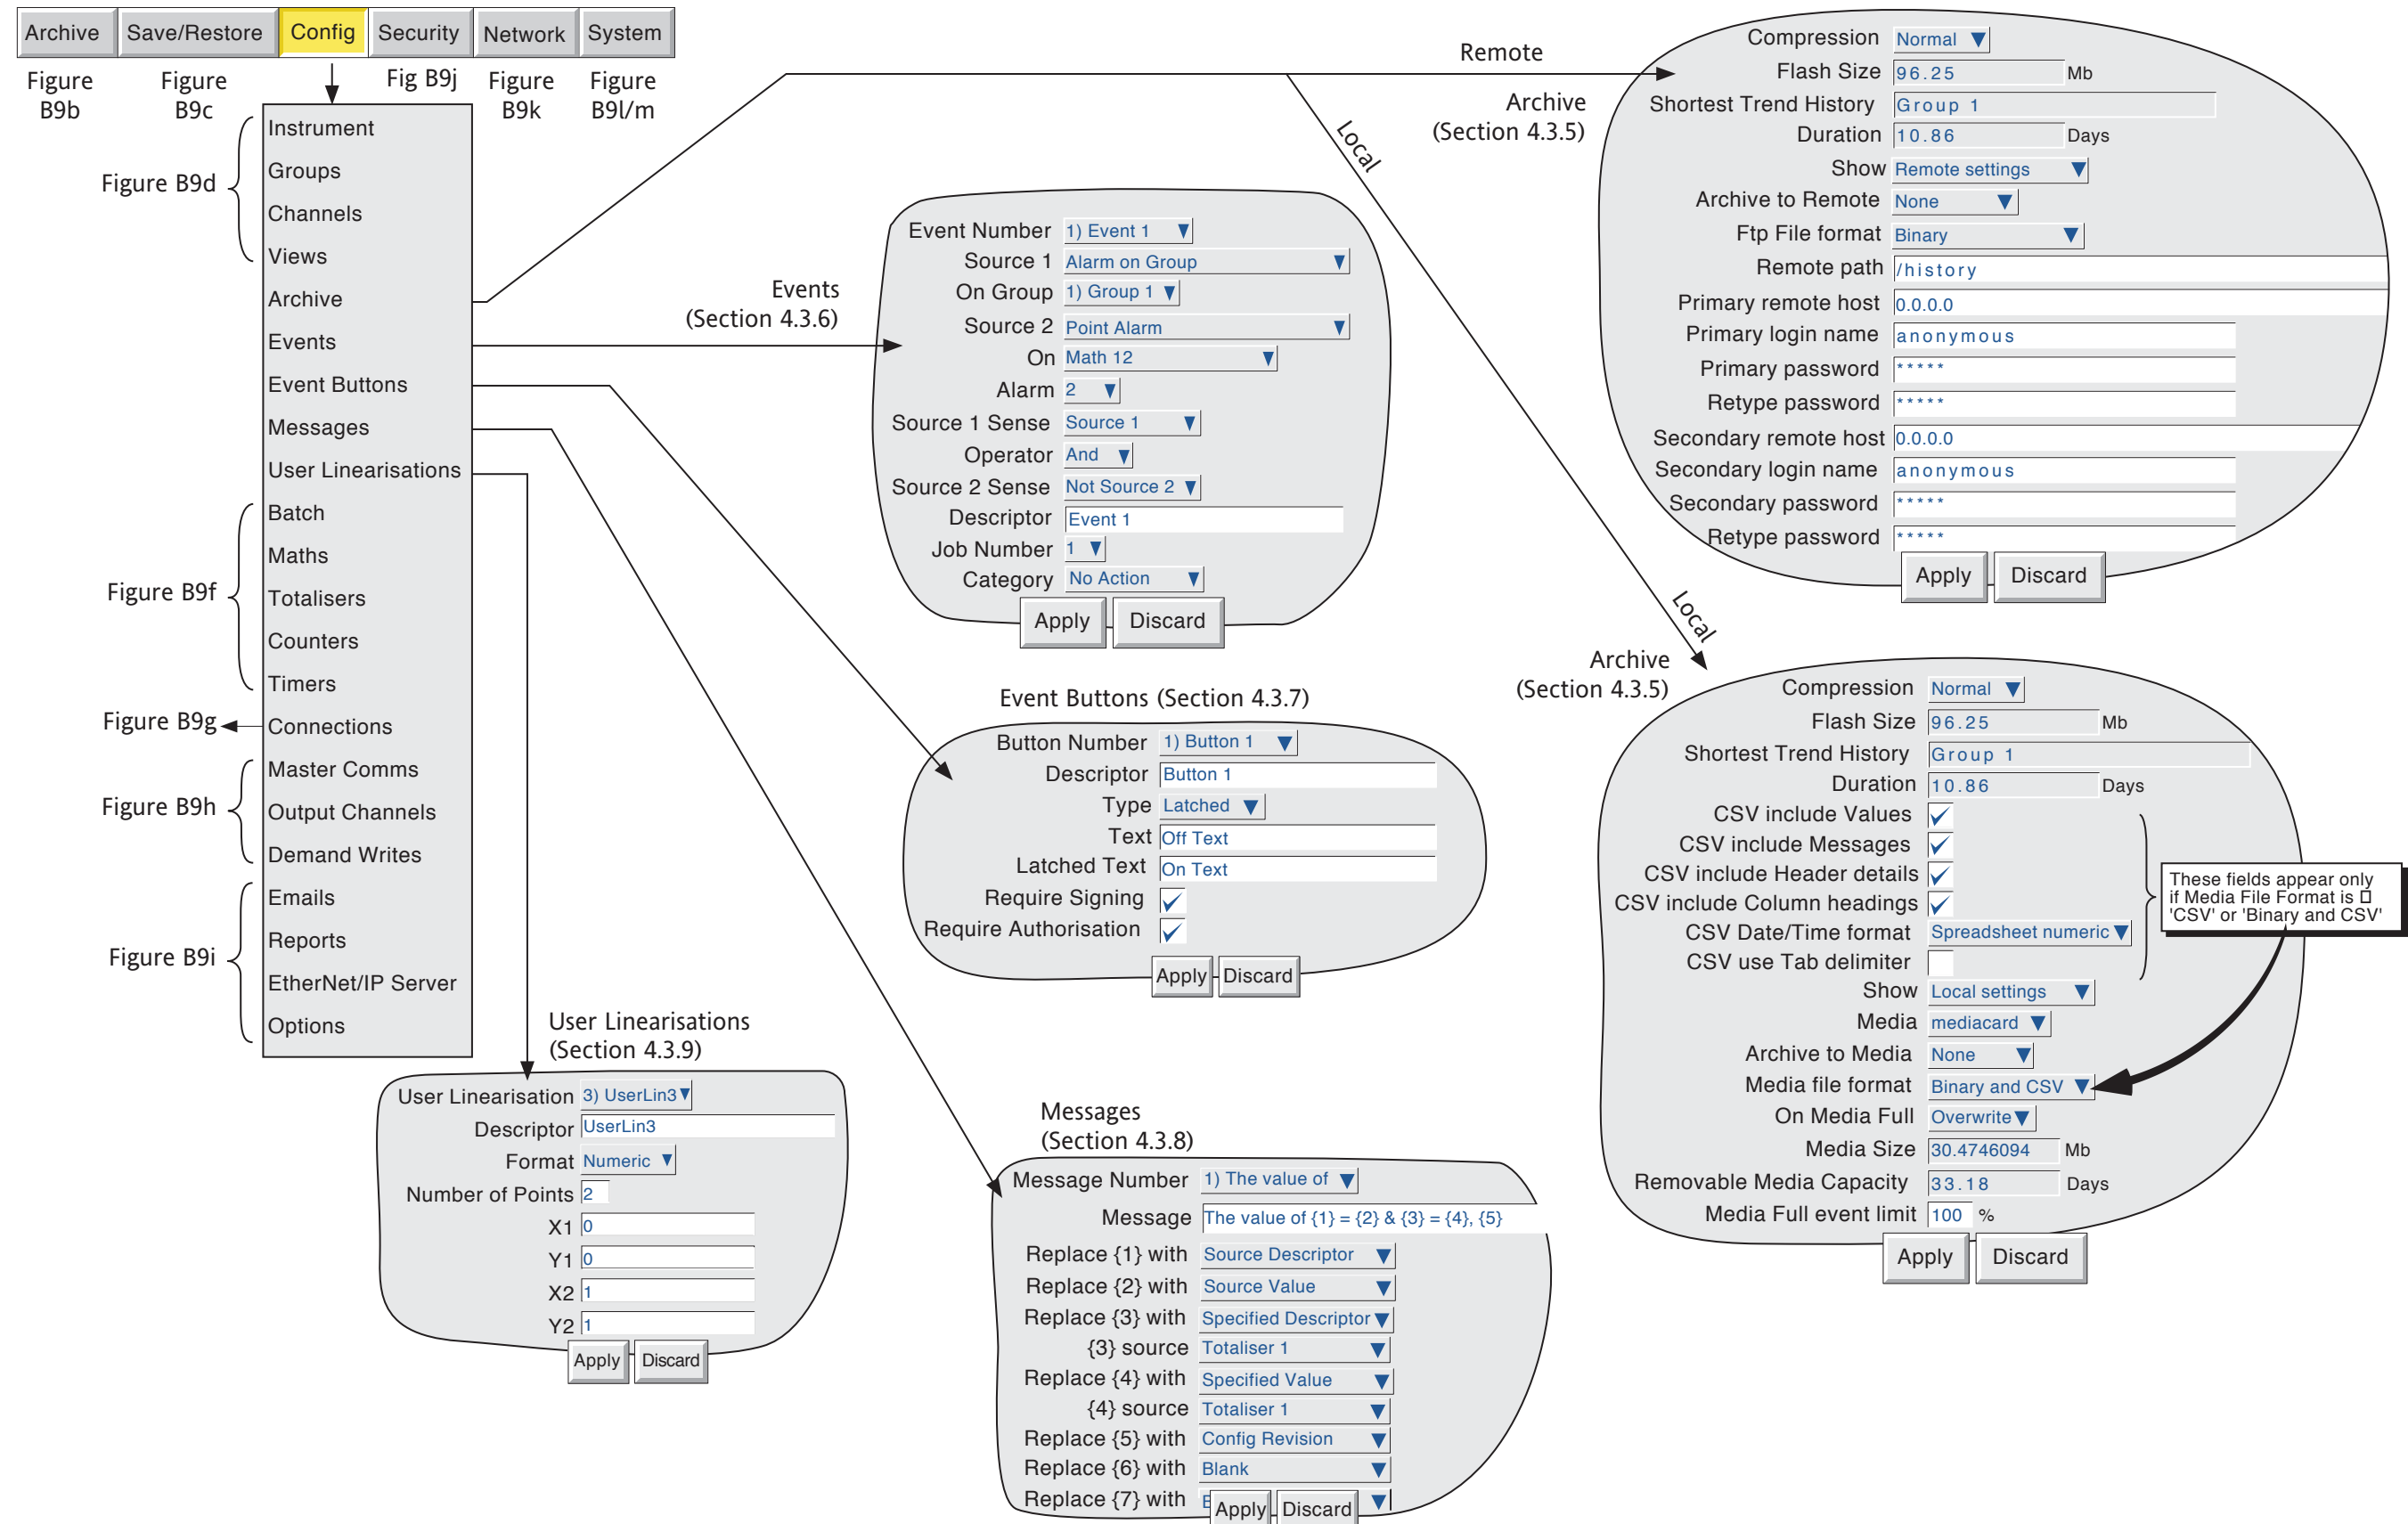 Archive
Save/Restore
Config
Security
Network
System
Figure
B9b
Figure
B9c
Fig B9j
Figure
B9k
Figure
B9l/m
Instrument
Groups
Channels
Views
Archive
Events
Event Buttons
Messages
User Linearisations
Batch
Maths
Totalisers
Counters
Timers
Connections
Master Comms
Output Channels
Demand Writes
Emails
Reports
EtherNet/IP Server
Options
Figure B9d
Figure B9f
Figure B9g
Figure B9h
Figure B9i
Remote
Archive
(Section 4.3.5)
Local
Compression Normal
Flash Size 96.25 Mb
Shortest Trend History Group 1
Duration 10.86 Days
Show Remote settings
Archive to Remote None
Ftp File format Binary
Remote path /history
Primary remote host 0.0.0.0
Primary login name anonymous
Primary password *****
Retype password *****
Secondary remote host 0.0.0.0
Secondary login name anonymous
Secondary password *****
Retype password *****
Apply Discard
Events
(Section 4.3.6)
Event Number 1) Event 1
Source 1 Alarm on Group
On Group 1) Group 1
Source 2 Point Alarm
On Math 12
Alarm 2
Source 1 Sense Source 1
Operator And
Source 2 Sense Not Source 2
Descriptor Event 1
Job Number 1
Category No Action
Apply Discard
Local
Archive
(Section 4.3.5)
Compression Normal
Flash Size 96.25 Mb
Shortest Trend History Group 1
Duration 10.86 Days
CSV include Values
CSV include Messages
CSV include Header details
CSV include Column headings
CSV Date/Time format Spreadsheet numeric
CSV use Tab delimiter
Show Local settings
Media mediacard
Archive to Media None
Media file format Binary and CSV
On Media Full Overwrite
Media Size 30.4746094 Mb
Removable Media Capacity 33.18 Days
Media Full event limit 100 %
Apply Discard
These fields appear only
if Media File Format is
'CSV' or 'Binary and CSV'
Event Buttons (Section 4.3.7)
Button Number 1) Button 1
Descriptor Button 1
Type Latched
Text Off Text
Latched Text On Text
Require Signing
Require Authorisation
Apply Discard
User Linearisations
(Section 4.3.9)
User Linearisation 3) UserLin3
Descriptor UserLin3
Format Numeric
Number of Points 2
X1 0
Y1 0
X2 1
Y2 1
Apply Discard
Messages
(Section 4.3.8)
Message Number 1) The value of
Message The value of {1} = {2} & {3} = {4}, {5}
Replace {1} with Source Descriptor
Replace {2} with Source Value
Replace {3} with Specified Descriptor
{3} source Totaliser 1
Replace {4} with Specified Value
{4} source Totaliser 1
Replace {5} with Config Revision
Replace {6} with Blank
Replace {7} with
Apply Discard